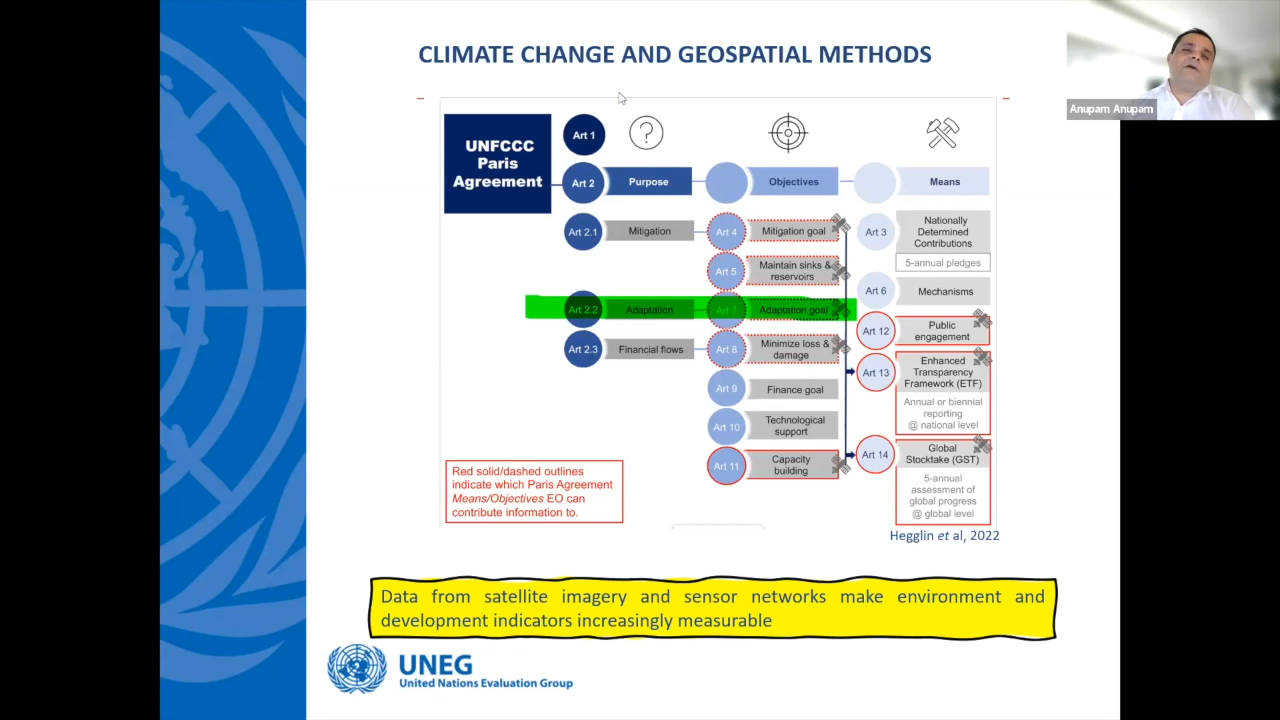 CLIMATE CHANGE AND GEOSPATIAL METHODS
Anupam Anupam
UNFCCC
Paris
Agreement
Art 1
?
Art 2
Purpose
Objectives
Means
Art 2.1
Mitigation
Art 4
Mitigation goal
Art 3
Nationally
Determined
Contributions
5-annual pledges
Art 5
Maintain sinks &
reservoirs
Art 6
Mechanisms
Art 2.2
Adaptation
Art 7
Adaptation goal
Art 12
Public
engagement
Art 2.3
Financial flows
Art 8
Minimize loss &
damage
Art 13
Enhanced
Transparency
Framework (ETF)
Annual or biennial
reporting
@ national level
Art 9
Finance goal
Art 10
Technological
support
Art 11
Capacity
building
Art 14
Global
Stocktake (GST)
5-annual
assessment of
global progress
@ global level
Red solid/dashed outlines
indicate which Paris Agreement
Means/Objectives EO can
contribute information to.
Hegglin et al, 2022
Data from satellite imagery and sensor networks make environment and
development indicators increasingly measurable
UNEG
United Nations Evaluation Group